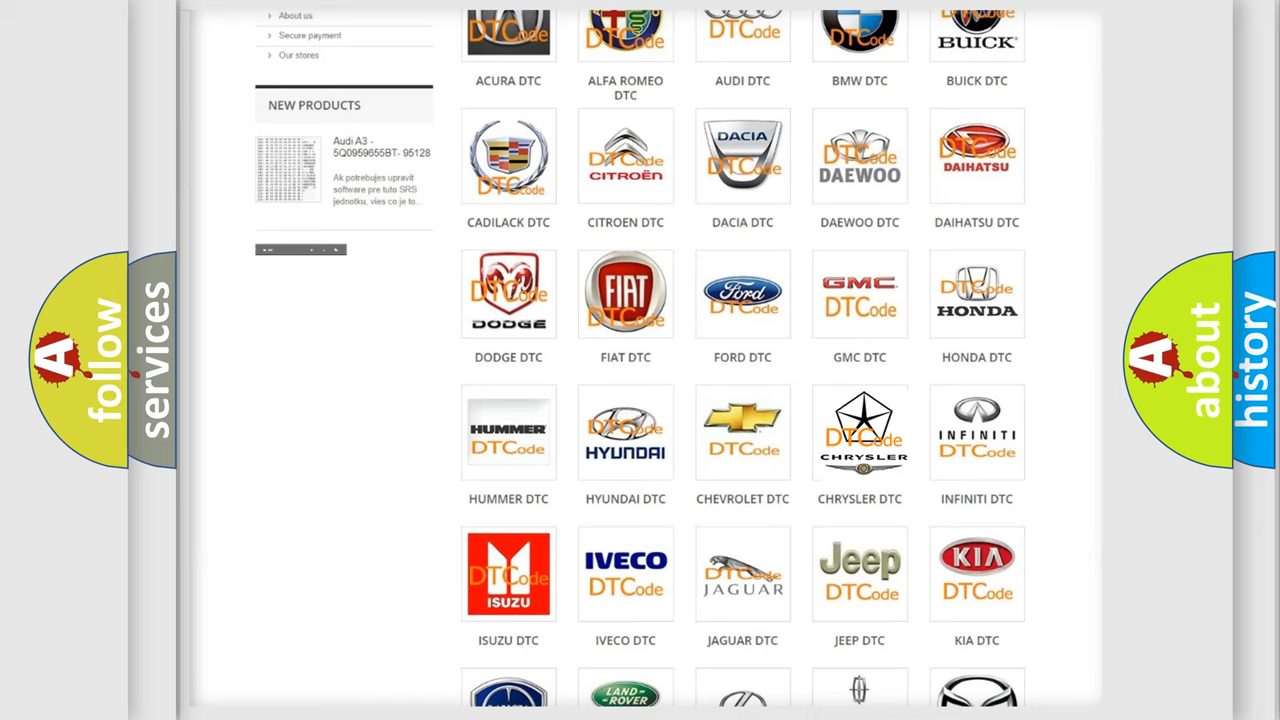 About us
Secure payment
Our stores
NEW PRODUCTS
Audi A3 -
5Q0959655BT- 95128
Ak potrebujes upravit
software pre tuto SRS
jednotku, vies co je to...
DTCode
DTCode
DTCode
DTCode
BUICK
ACURA DTC
ALFA ROMEO
DTC
AUDI DTC
BMW DTC
BUICK DTC
DTCode
DTCode
CITROËN
DACIA
DTCode
DTCode
DAEWOO
DTCode
DAIHATSU
CADILACK DTC
CITROEN DTC
DACIA DTC
DAEWOO DTC
DAIHATSU DTC
DTCode
DODGE
FIAT
DTCode
Ford
DTCode
GMC
DTCode
DTCode
HONDA
DODGE DTC
FIAT DTC
FORD DTC
GMC DTC
HONDA DTC
HUMMER
DTCode
DTCode
HYUNDAI
DTCode
DTCode
CHRYSLER
INFINITI
DTCode
HUMMER DTC
HYUNDAI DTC
CHEVROLET DTC
CHRYSLER DTC
INFINITI DTC
DTCode
ISUZU
IVECO
DTCode
DTCode
JAGUAR
Jeep
DTCode
KIA
DTCode
ISUZU DTC
IVECO DTC
JAGUAR DTC
JEEP DTC
KIA DTC
LAND-
ROVER
A
follow
services
A
about
history